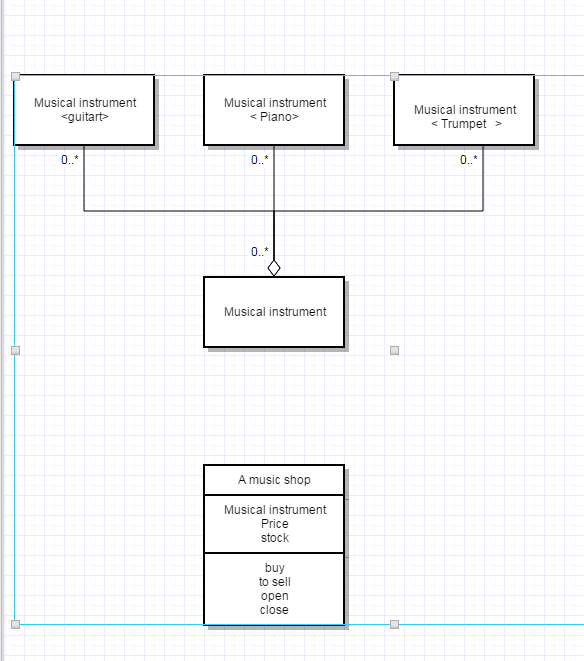 Musical instrument
<guitart>
Musical instrument
< Piano>
Musical instrument
< Trumpet >
0..*
0..*
0..*
0..*
Musical instrument
A music shop
Musical instrument
Price
stock
buy
to sell
open
close